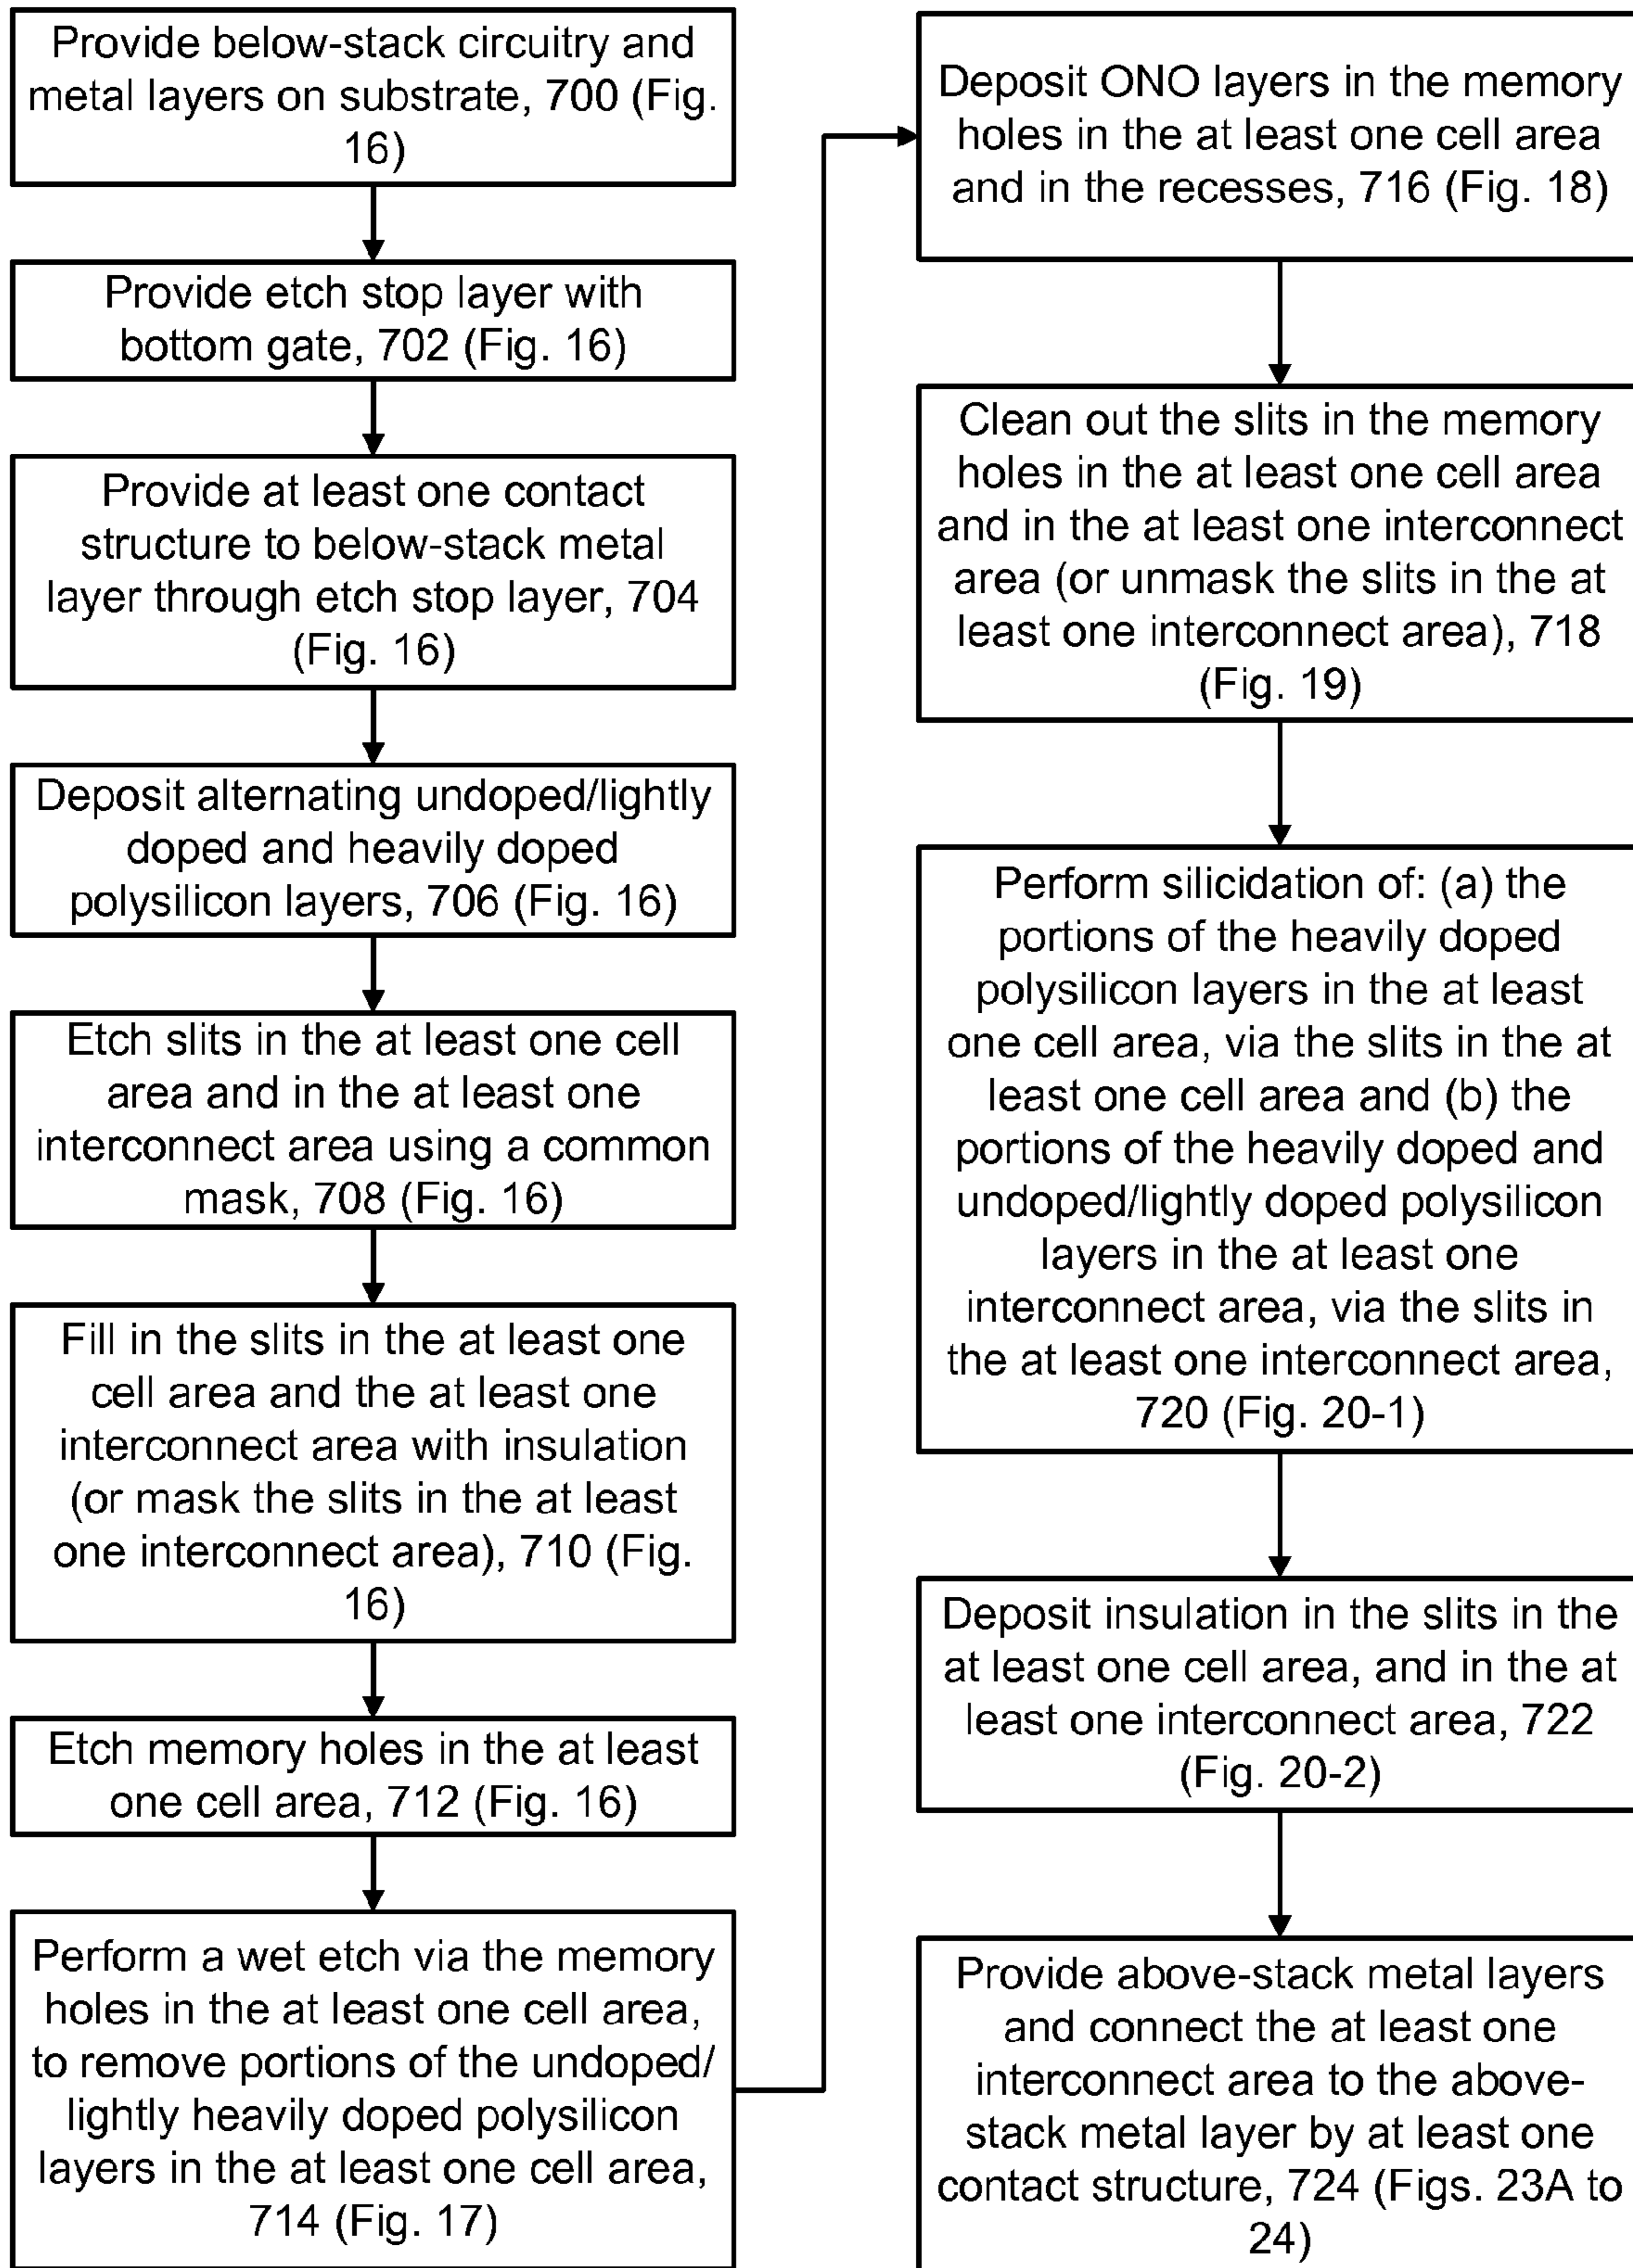 Provide below-stack circuitry and
metal layers on substrate, 700 (Fig.
16)
Provide etch stop layer with
bottom gate, 702 (Fig. 16)
Provide at least one contact
structure to below-stack metal
layer through etch stop layer, 704
(Fig. 16)
Deposit alternating undoped/lightly
doped and heavily doped
polysilicon layers, 706 (Fig. 16)
Etch slits in the at least one cell
area and in the at least one
interconnect area using a common
mask, 708 (Fig. 16)
Fill in the slits in the at least one
cell area and the at least one
interconnect area with insulation
(or mask the slits in the at least
one interconnect area), 710 (Fig.
16)
Etch memory holes in the at least
one cell area, 712 (Fig. 16)
Perform a wet etch via the memory
holes in the at least one cell area,
to remove portions of the undoped/
lightly heavily doped polysilicon
layers in the at least one cell area,
714 (Fig. 17)
Deposit ONO layers in the memory
holes in the at least one cell area
and in the recesses, 716 (Fig. 18)
Clean out the slits in the memory
holes in the at least one cell area
and in the at least one interconnect
area (or unmask the slits in the at
least one interconnect area), 718
(Fig. 19)
Perform silicidation of: (a) the
portions of the heavily doped
polysilicon layers in the at least
one cell area, via the slits in the at
least one cell area and (b) the
portions of the heavily doped and
undoped/lightly doped polysilicon
layers in the at least one
interconnect area, via the slits in
the at least one interconnect area,
720 (Fig. 20-1)
Deposit insulation in the slits in the
at least one cell area, and in the at
least one interconnect area, 722
(Fig. 20-2)
Provide above-stack metal layers
and connect the at least one
interconnect area to the above-
stack metal layer by at least one
contact structure, 724 (Figs. 23A to
24)